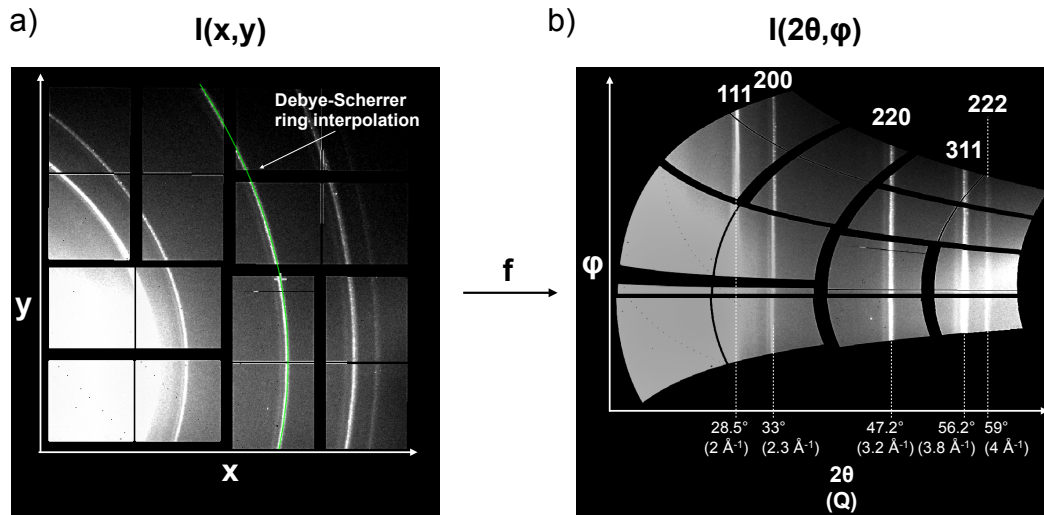 a)
I(x,y)
Debye-Scherrer
ring interpolation
y
x
f
b)
I(2θ,φ)
111
200
220
311
222
φ
28.5° 33° 47.2° 56.2° 59°
(2 Å⁻¹) (2.3 Å⁻¹) (3.2 Å⁻¹) (3.8 Å⁻¹) (4 Å⁻¹)
2θ
(Q)